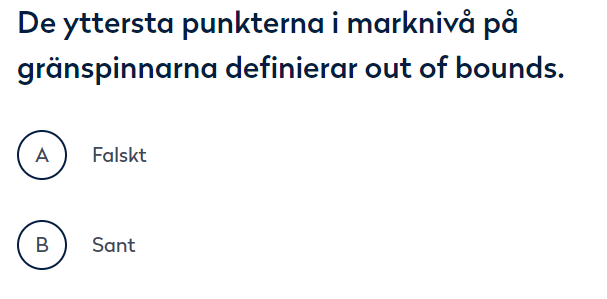 De yttersta punkterna i marknivå på
gränspinnarna definierar out of bounds.
A Falskt
B Sant